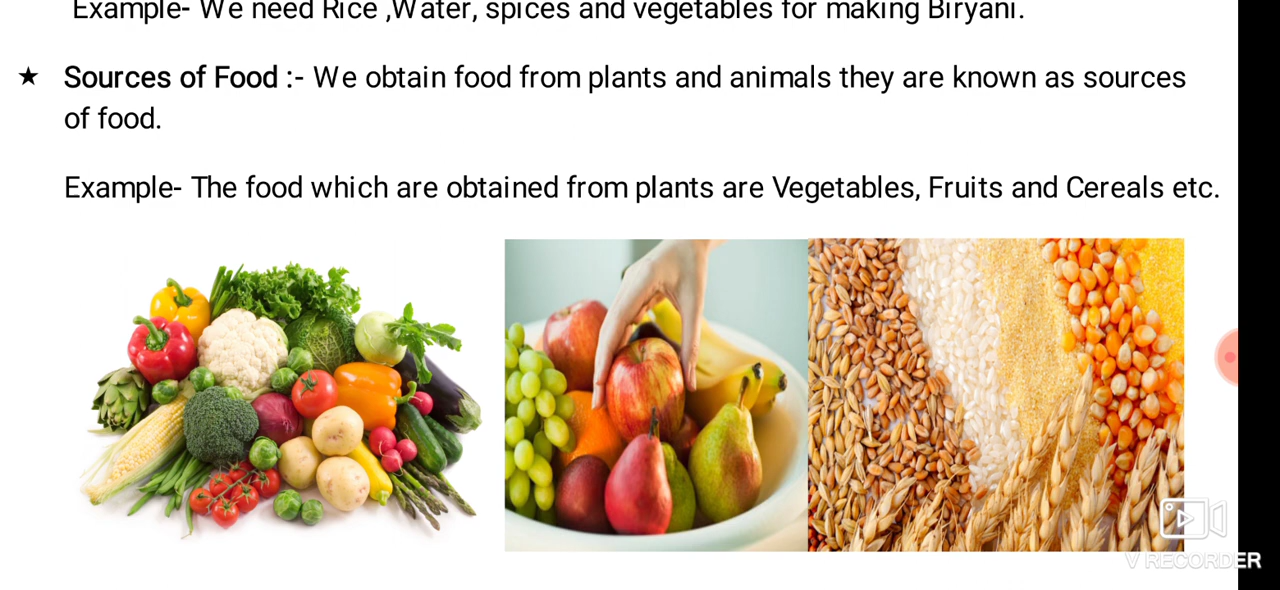 Example- We need Rice ,Water, spices and vegetables for making Biryani.
★ Sources of Food :- We obtain food from plants and animals they are known as sources
of food.
Example- The food which are obtained from plants are Vegetables, Fruits and Cereals etc.
V RECORDER